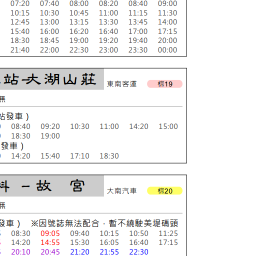 07:20 07:40 08:00 08:20 08:40 09:00
10:15 10:30 10:45 11:00 11:15 11:30
12:45 13:00 13:15 13:30 13:45 14:00
15:40 16:00 16:20 16:40 17:00 17:15
18:30 18:45 19:00 19:20 19:40 20:00
21:40 22:00 22:30 23:00 23:30 00:00
站-大湖山莊 東南客運 棕19
無
站發車)
08:40 09:20 10:30 11:00 14:20 15:00
18:30 19:00
發車)
14:20 15:40 17:10 18:30
科 - 故 宮 大南汽車 棕20
無
發車) ※因號誌無法配合,暫不繞駛美堤碼頭
08:30 09:05 09:40 10:15 10:50 11:25
14:20 14:55 15:30 16:05 16:40 17:15
20:10 20:45 21:20 21:55 22:30